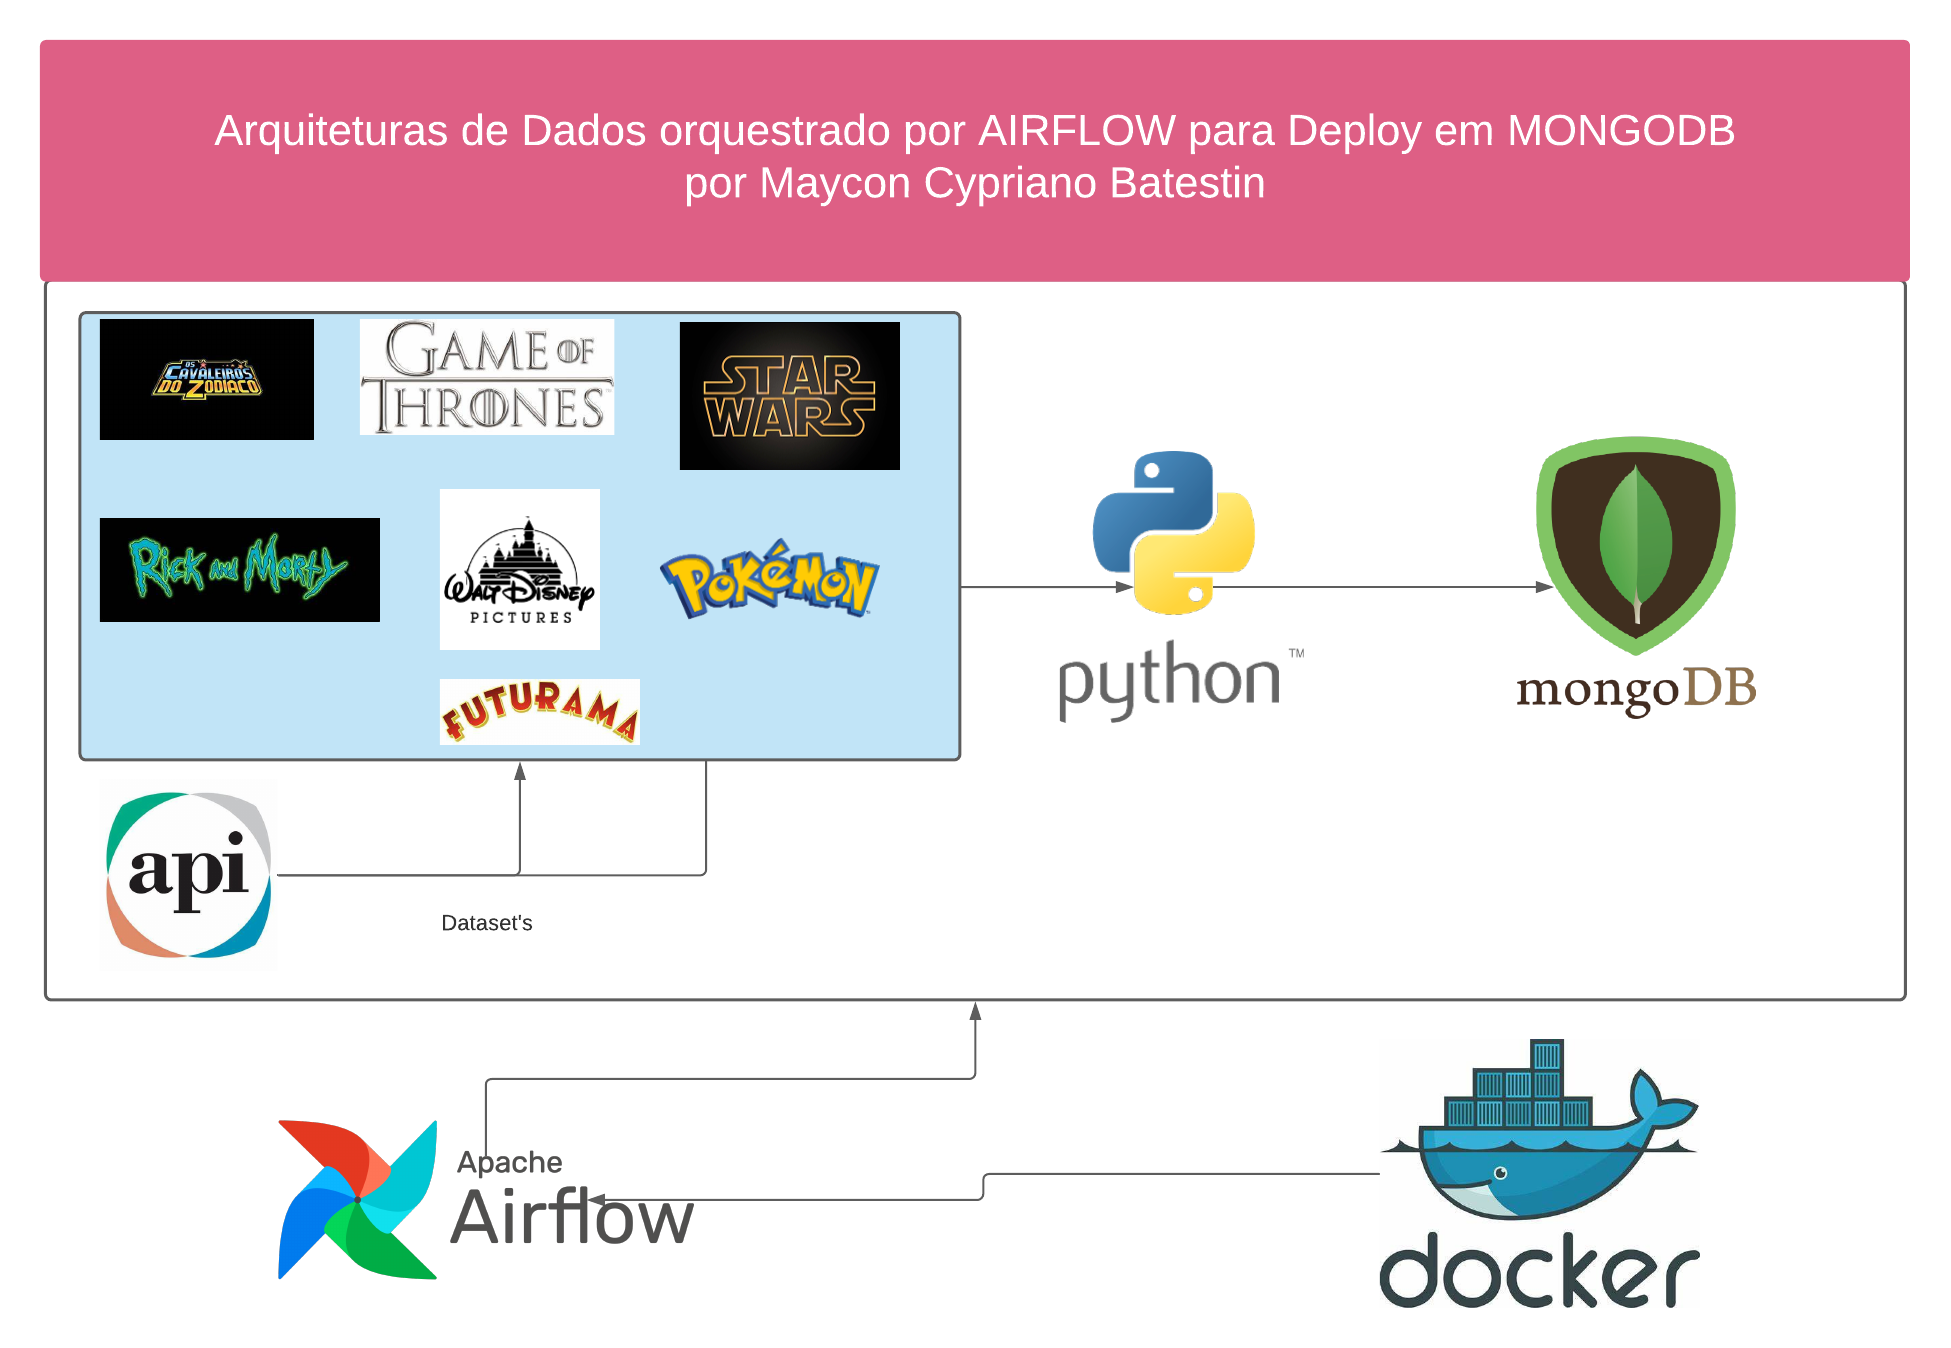 Arquiteturas de Dados orquestrado por AIRFLOW para Deploy em MONGODB
por Maycon Cypriano Batestin
OS
CAVALEIROS
DO ZODIACO
GAME OF
THRONES
STAR
WARS
RICK AND MORTY
WALT DISNEY
PICTURES
POKéMON
FUTURAMA
python™
mongoDB
api
Dataset's
Apache
Airflow
docker